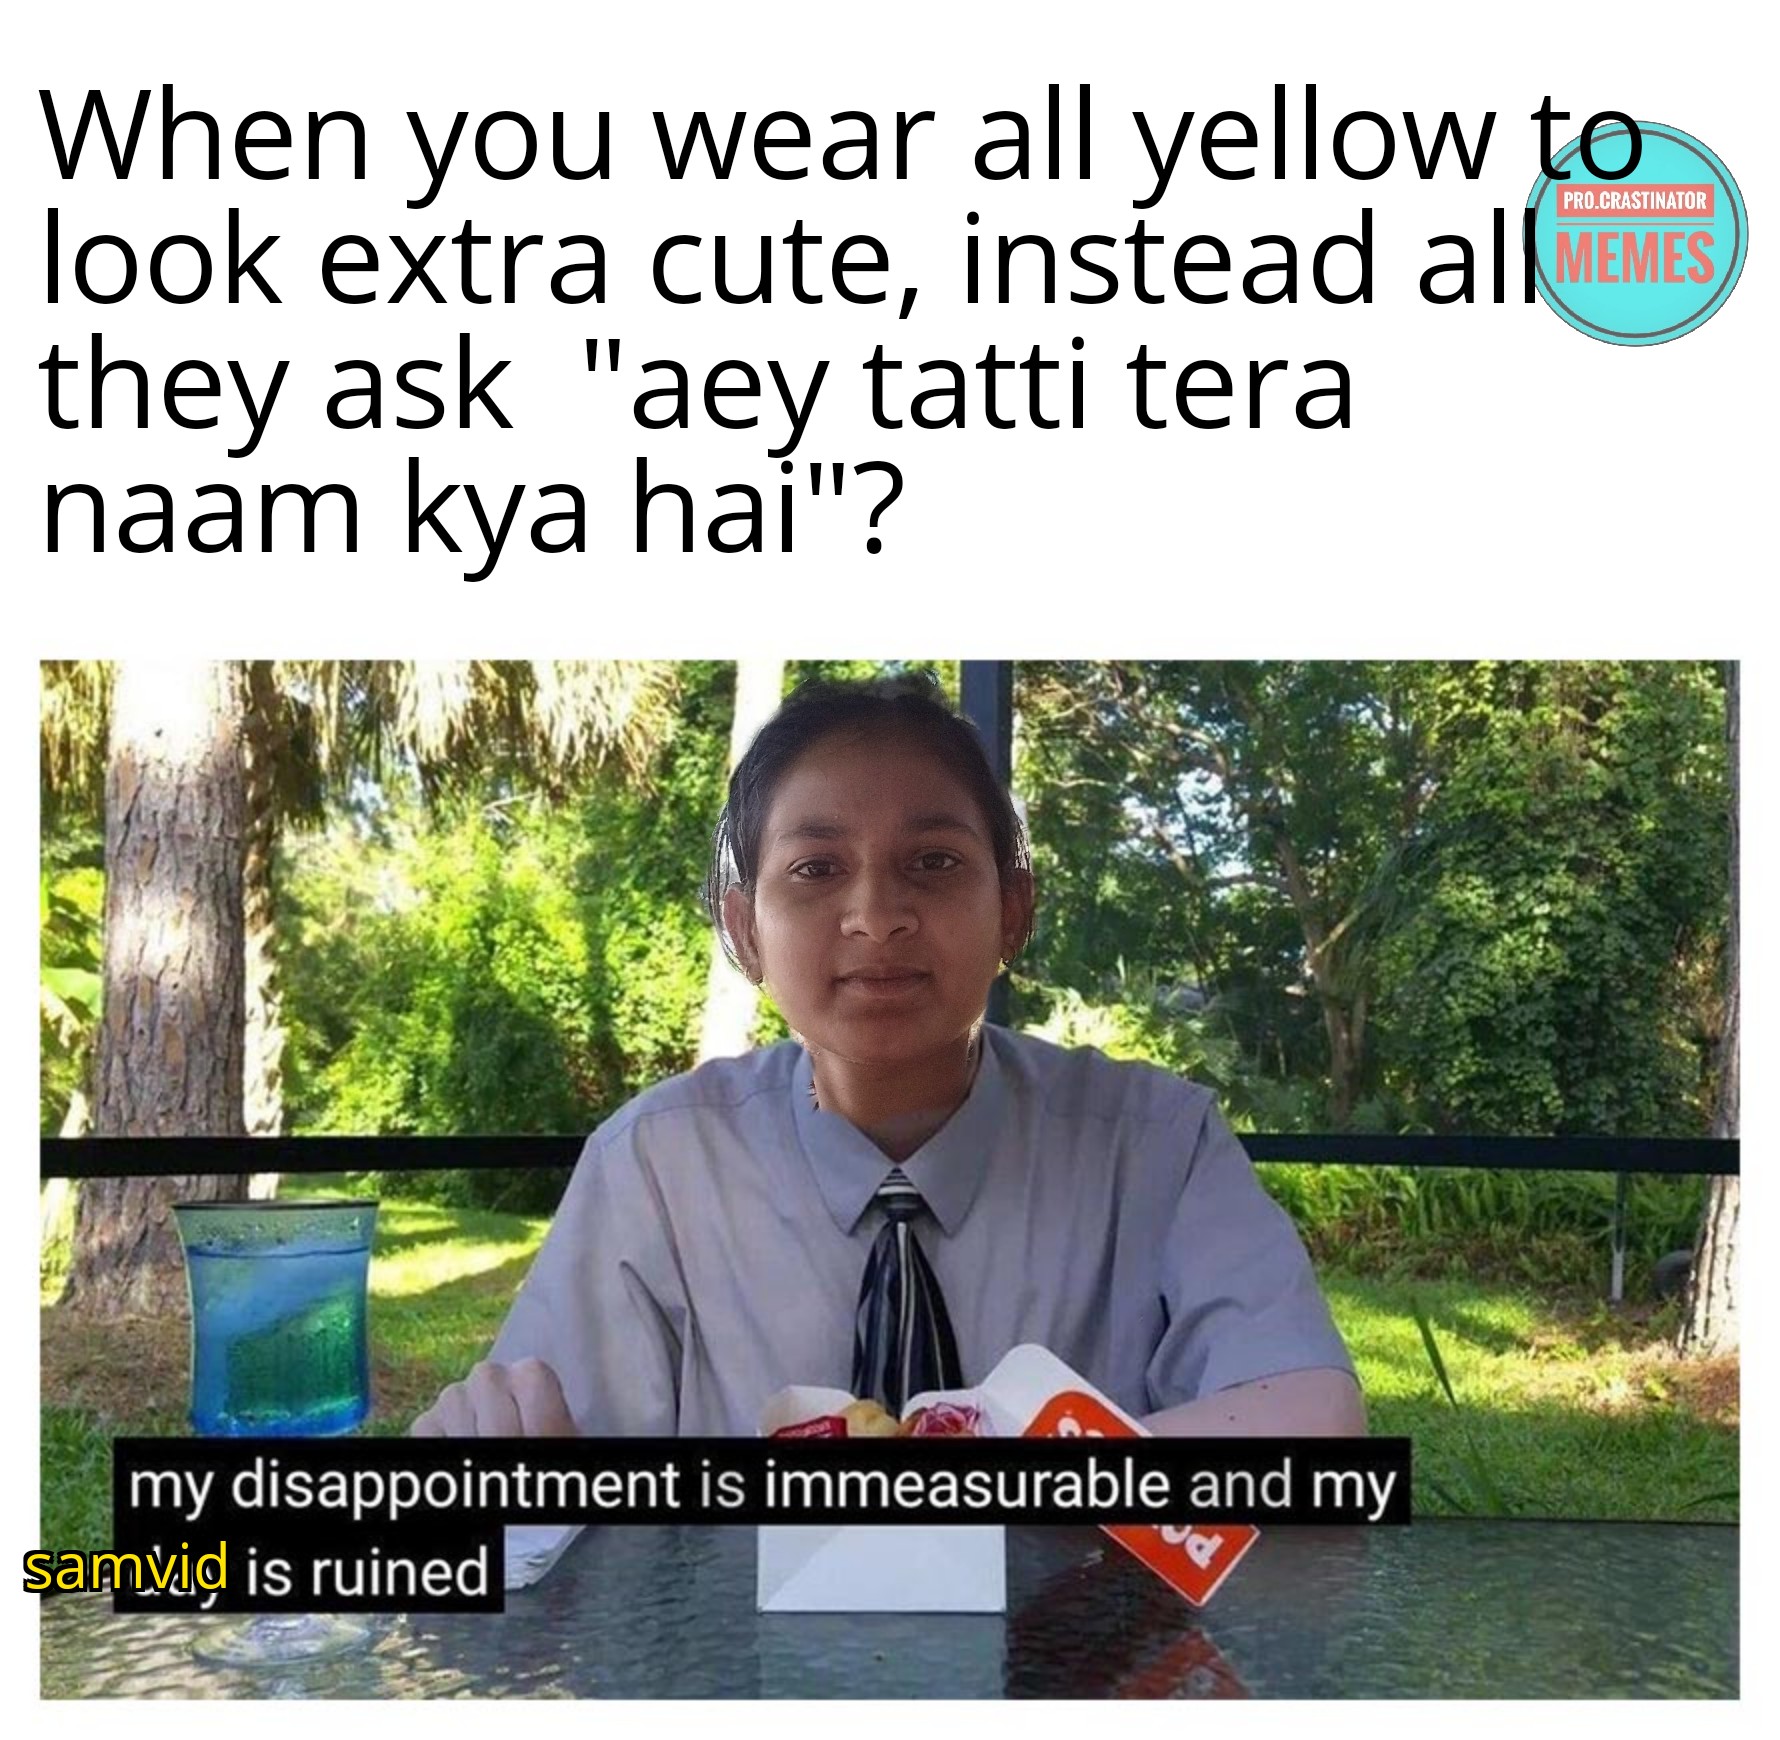 When you wear all yellow to
look extra cute, instead all
they ask "aey tatti tera
naam kya hai"?
PRO.CRASTINATOR
MEMES
my disappointment is immeasurable and my
samvid is ruined